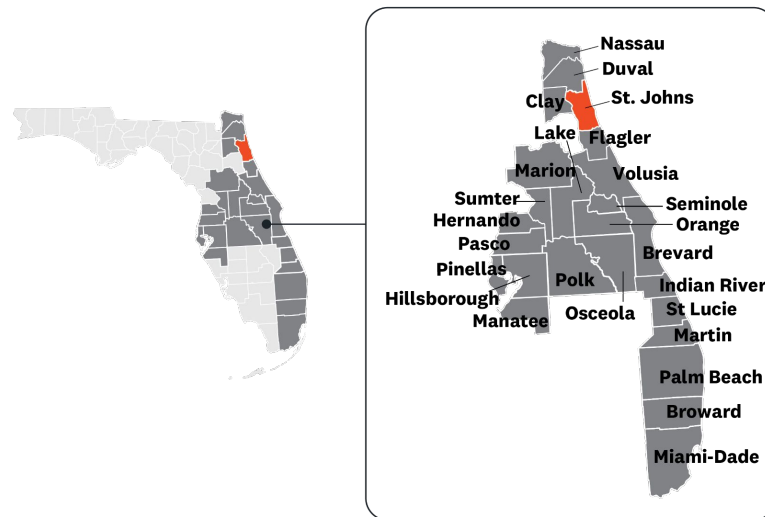 Nassau
Duval
Clay
St. Johns
Lake
Flagler
Marion
Volusia
Sumter
Seminole
Hernando
Orange
Pasco
Brevard
Pinellas
Polk
Indian River
Hillsborough
Osceola
St Lucie
Manatee
Martin
Palm Beach
Broward
Miami-Dade